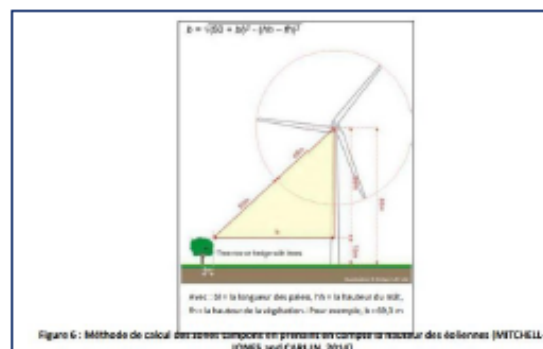 b = √(50 + bl)² - (hh – fh)²
b
Tree row or hedge with trees
Avec : bl = la longueur des pales, hh = la hauteur du mât,
fh = la hauteur de la végétation. Pour exemple, b = 69,3 m
Figure 6 : Méthode de calcul des zones tampons en prenant en compte la hauteur des éoliennes (MITCHELL-
JONES and CARLIN, 2014)